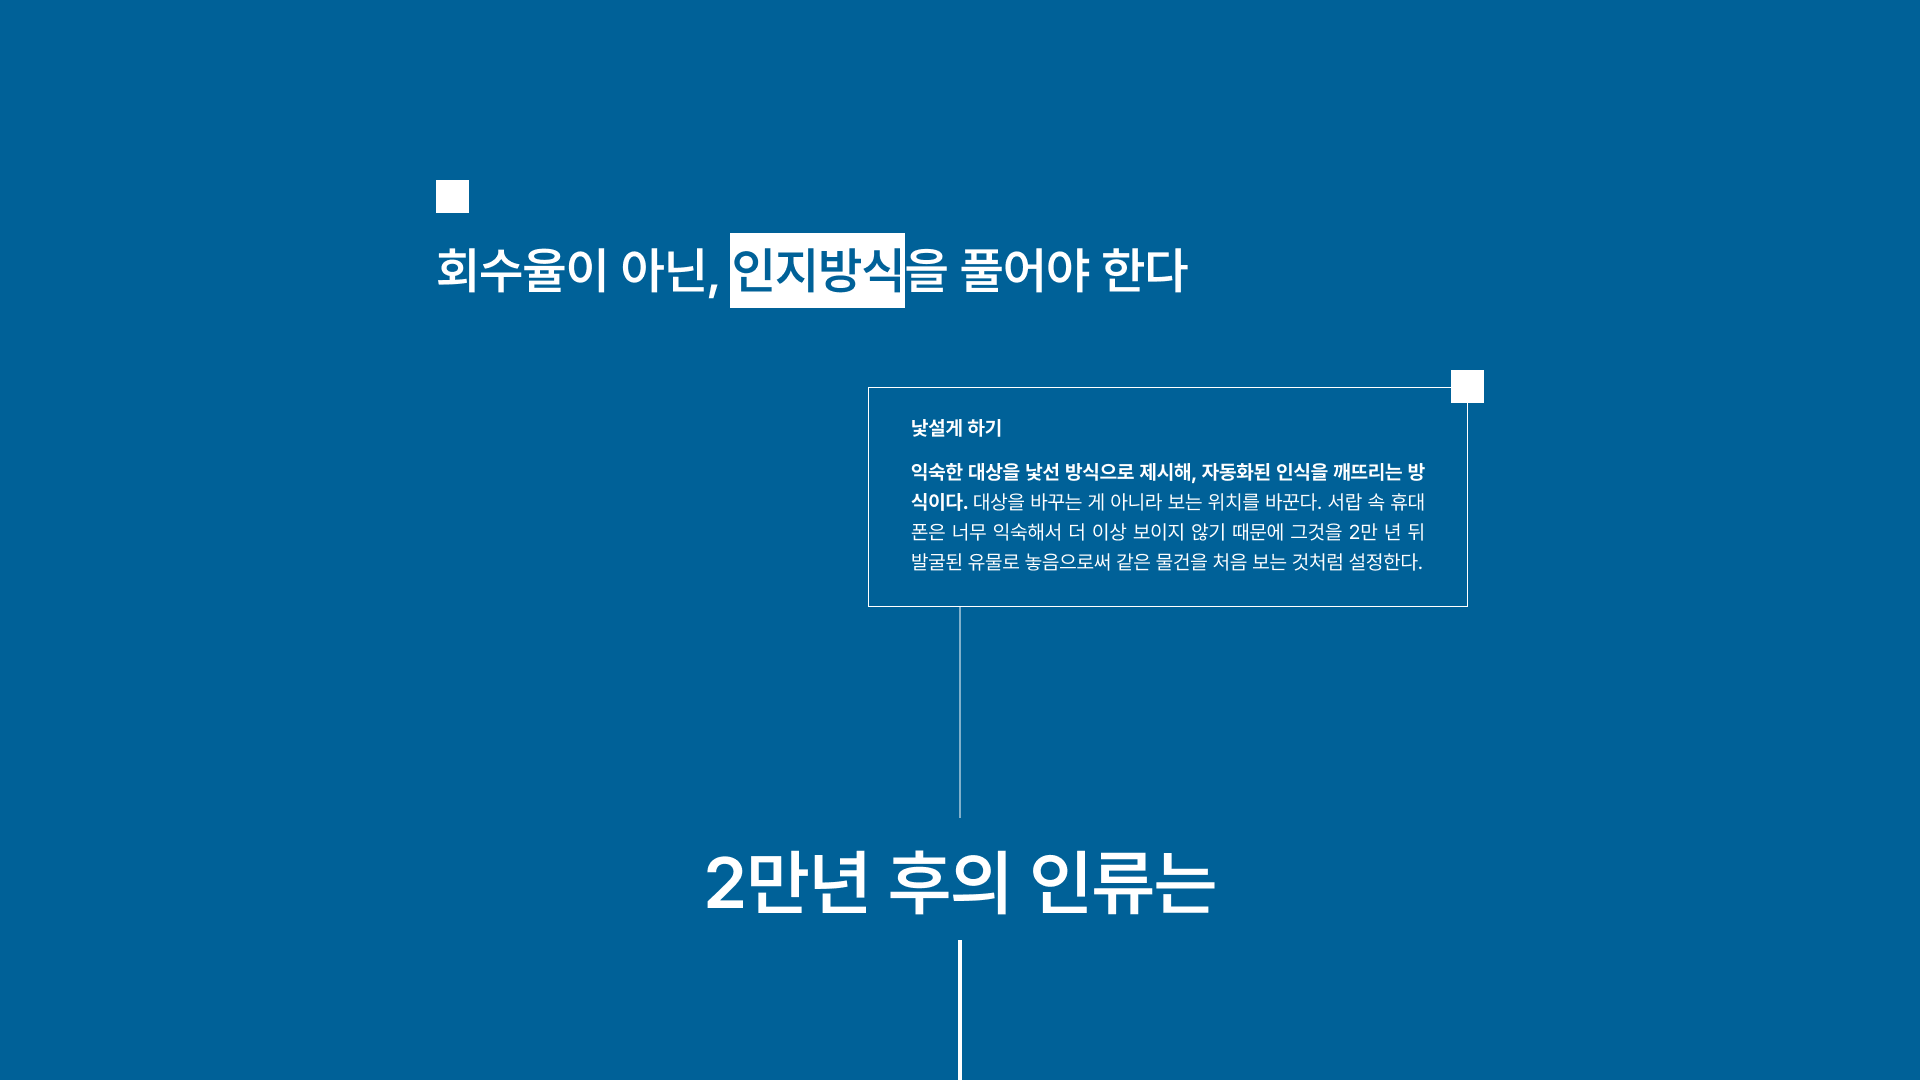 회수율이 아닌, 인지방식을 풀어야 한다
낯설게 하기
익숙한 대상을 낯선 방식으로 제시해, 자동화된 인식을 깨뜨리는 방
식이다. 대상을 바꾸는 게 아니라 보는 위치를 바꾼다. 서랍 속 휴대
폰은 너무 익숙해서 더 이상 보이지 않기 때문에 그것을 2만 년 뒤
발굴된 유물로 놓음으로써 같은 물건을 처음 보는 것처럼 설정한다.
2만년 후의 인류는